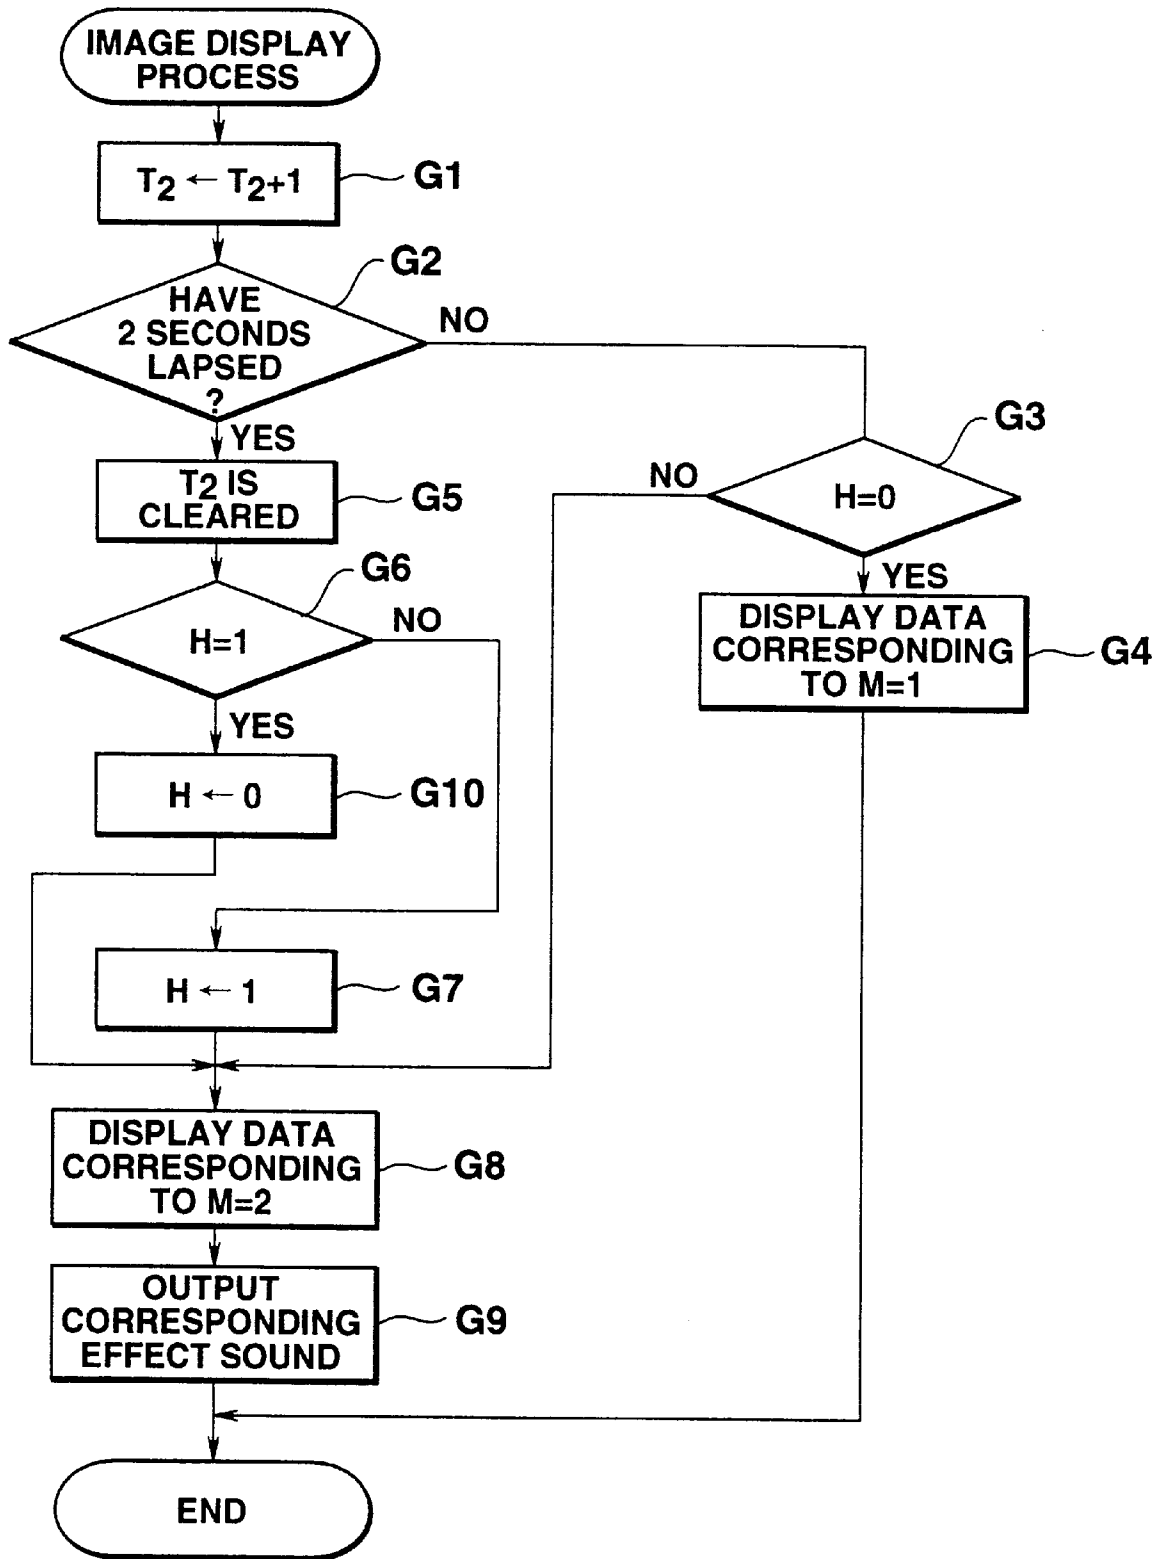 IMAGE DISPLAY
PROCESS
T2 ← T2+1
G1
G2
HAVE
2 SECONDS
LAPSED
?
NO
YES
G3
H=0
NO
YES
T2 IS
CLEARED
G5
G6
H=1
NO
YES
DISPLAY DATA
CORRESPONDING
TO M=1
G4
H ← 0
G10
H ← 1
G7
DISPLAY DATA
CORRESPONDING
TO M=2
G8
OUTPUT
CORRESPONDING
EFFECT SOUND
G9
END